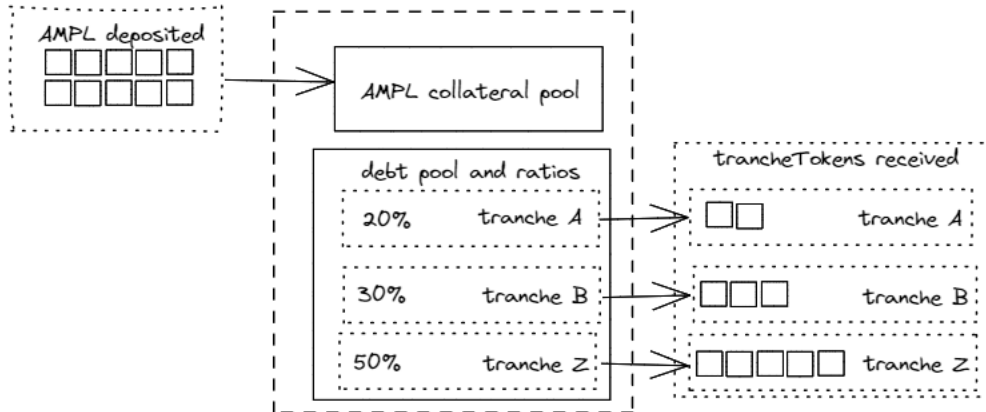 AMPL deposited
AMPL collateral pool
debt pool and ratios
20% tranche A
30% tranche B
50% tranche Z
trancheTokens received
tranche A
tranche B
tranche Z